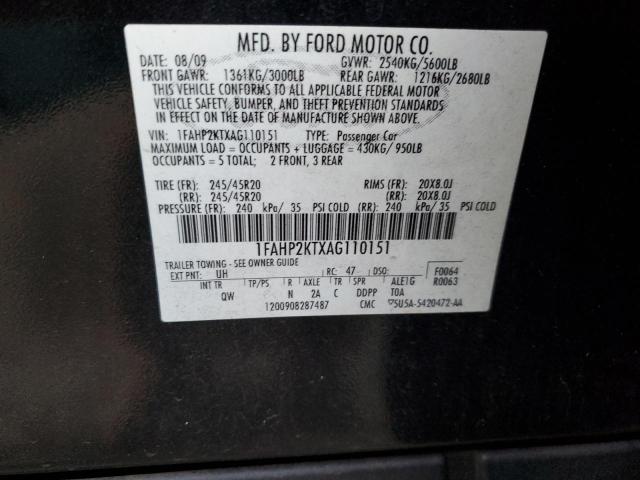 MFD. BY FORD MOTOR CO.
DATE: 08/09 GVWR: 2540KG/5600LB
FRONT GAWR: 1361KG/3000LB REAR GAWR: 1216KG/2680LB
THIS VEHICLE CONFORMS TO ALL APPLICABLE FEDERAL MOTOR
VEHICLE SAFETY, BUMPER, AND THEFT PREVENTION STANDARDS
IN EFFECT ON THE DATE OF MANUFACTURE SHOWN ABOVE.
VIN: 1FAHP2KTXAG110151 TYPE: Passenger Car
MAXIMUM LOAD = OCCUPANTS + LUGGAGE = 430KG/950LB
OCCUPANTS = 5 TOTAL; 2 FRONT, 3 REAR
TIRE (FR): 245/45R20 RIMS (FR): 20X8.0J
(RR): 245/45R20 (RR): 20X8.0J
PRESSURE (FR): 240 kPa/ 35 PSI COLD (RR): 240 kPa/ 35 PSI COLD
1FAHP2KTXAG110151
TRAILER TOWING - SEE OWNER GUIDE
EXT PNT: UH RC: 47 DSO: F0064
INT TR TP/PS R AXLE TR SPR ALE1G R0063
QW N 2A C DDPP T0A
1200908287487 CMC 5U5A-5420472-AA